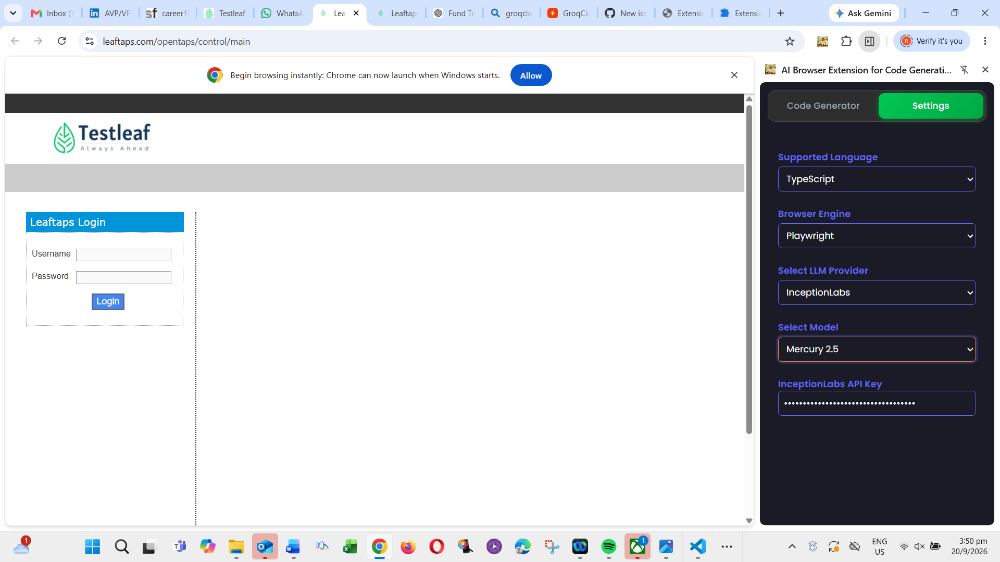 Inbox (1
AVP/VP
career1
Testleaf
WhatsA
Lea
Leaftaps
Fund Tr
groqclo
GroqClo
New iss
Extensio
Extensio
Ask Gemini
leaftaps.com/opentaps/control/main
R
Verify it's you
Begin browsing instantly: Chrome can now launch when Windows starts.
Allow
Testleaf
Always Ahead
Leaftaps Login
Username
Password
Login
AI Browser Extension for Code Generati...
Code Generator
Settings
Supported Language
TypeScript
Browser Engine
Playwright
Select LLM Provider
InceptionLabs
Select Model
Mercury 2.5
InceptionLabs API Key
1
1
ENG
US
3:50 pm
20/9/2026